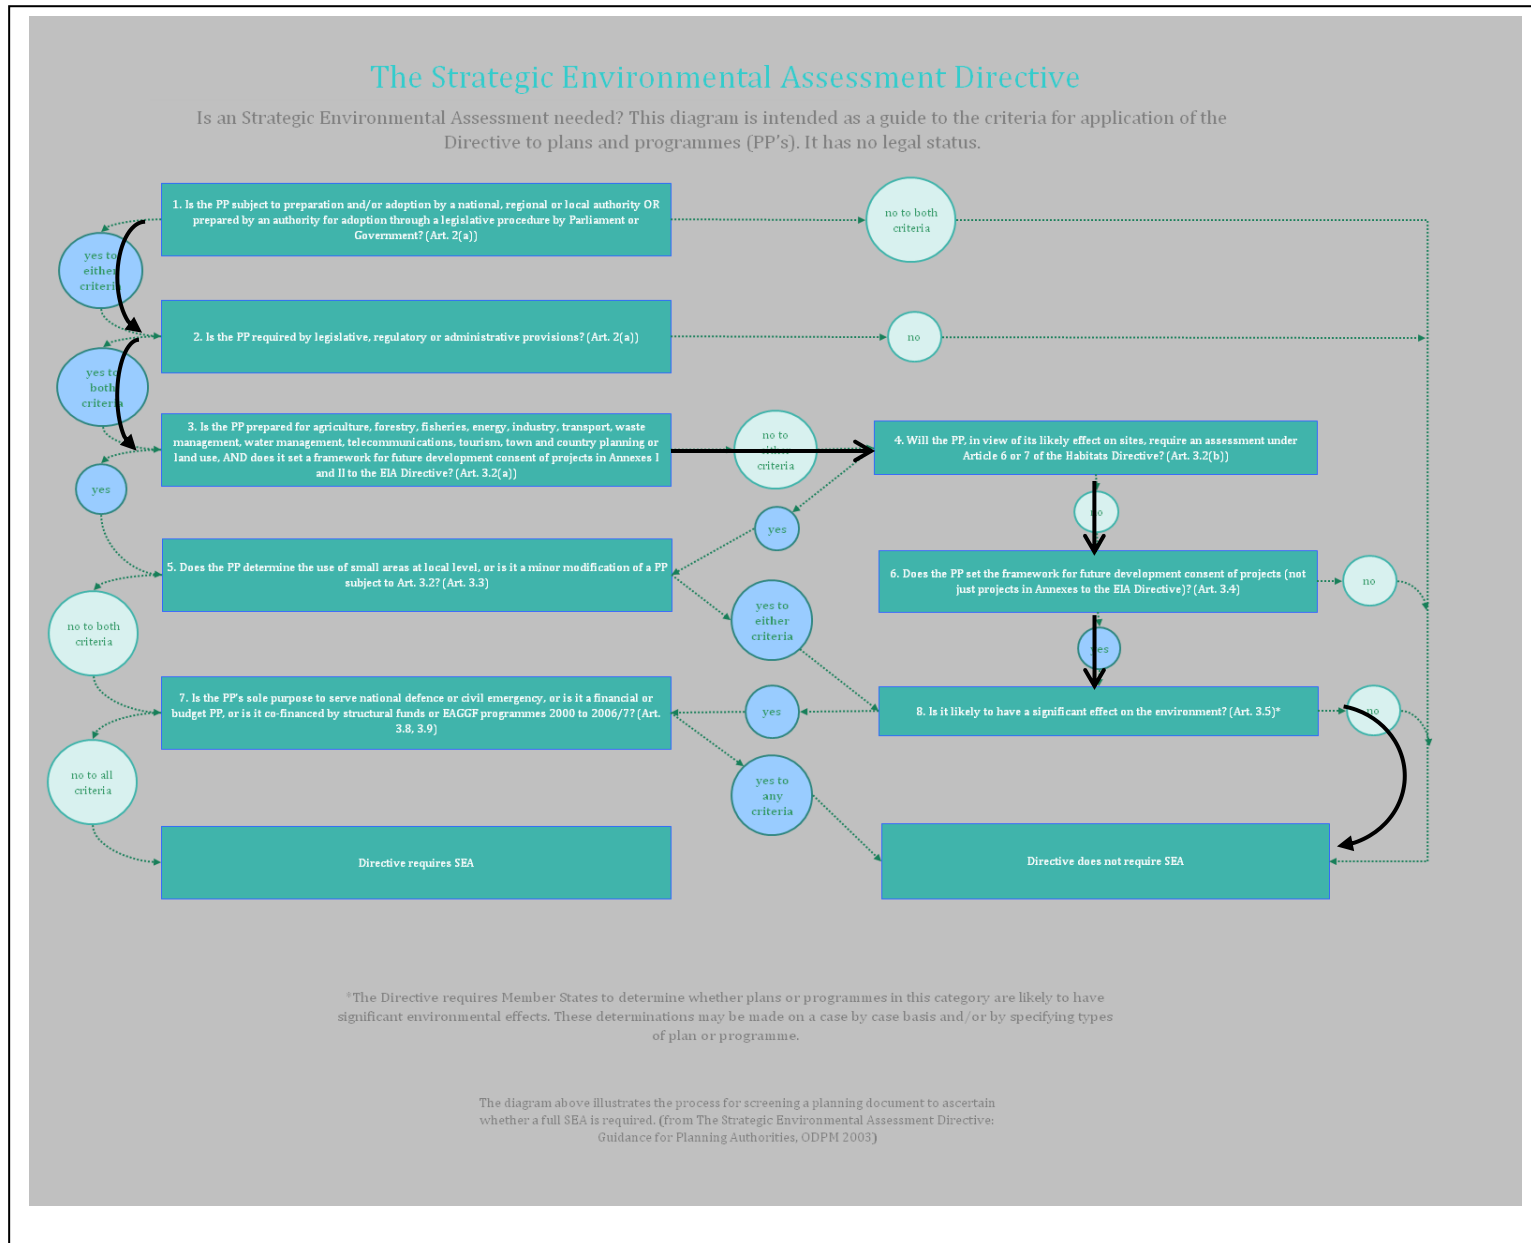 The Strategic Environmental Assessment Directive
Is an Strategic Environmental Assessment needed? This diagram is intended as a guide to the criteria for application of the
Directive to plans and programmes (PP's). It has no legal status.
1. Is the PP subject to preparation and/or adoption by a national, regional or local authority OR
prepared by an authority for adoption through a legislative procedure by Parliament or
Government? (Art. 2(a))
no to both
criteria
yes to
either
criteria
2. Is the PP required by legislative, regulatory or administrative provisions? (Art. 2(a))
no
yes to
both
criteria
3. Is the PP prepared for agriculture, forestry, fisheries, energy, industry, transport, waste
management, water management, telecommunications, tourism, town and country planning or
land use, AND does it set a framework for future development consent of projects in Annexes I
and II to the EIA Directive? (Art. 3.2(a))
no to
either
criteria
4. Will the PP, in view of its likely effect on sites, require an assessment under
Article 6 or 7 of the Habitats Directive? (Art. 3.2(b))
yes
no
yes
5. Does the PP determine the use of small areas at local level, or is it a minor modification of a PP
subject to Art. 3.2? (Art. 3.3)
6. Does the PP set the framework for future development consent of projects (not
just projects in Annexes to the EIA Directive)? (Art. 3.4)
no
no to both
criteria
yes to
either
criteria
yes
7. Is the PP's sole purpose to serve national defence or civil emergency, or is it a financial or
budget PP, or is it co-financed by structural funds or EAGGF programmes 2000 to 2006/7? (Art.
3.8, 3.9)
yes
8. Is it likely to have a significant effect on the environment? (Art. 3.5)*
no
no to all
criteria
yes to
any
criteria
Directive requires SEA
Directive does not require SEA
*The Directive requires Member States to determine whether plans or programmes in this category are likely to have
significant environmental effects. These determinations may be made on a case by case basis and/or by specifying types
of plan or programme.
The diagram above illustrates the process for screening a planning document to ascertain
whether a full SEA is required. (from The Strategic Environmental Assessment Directive:
Guidance for Planning Authorities, ODPM 2003)